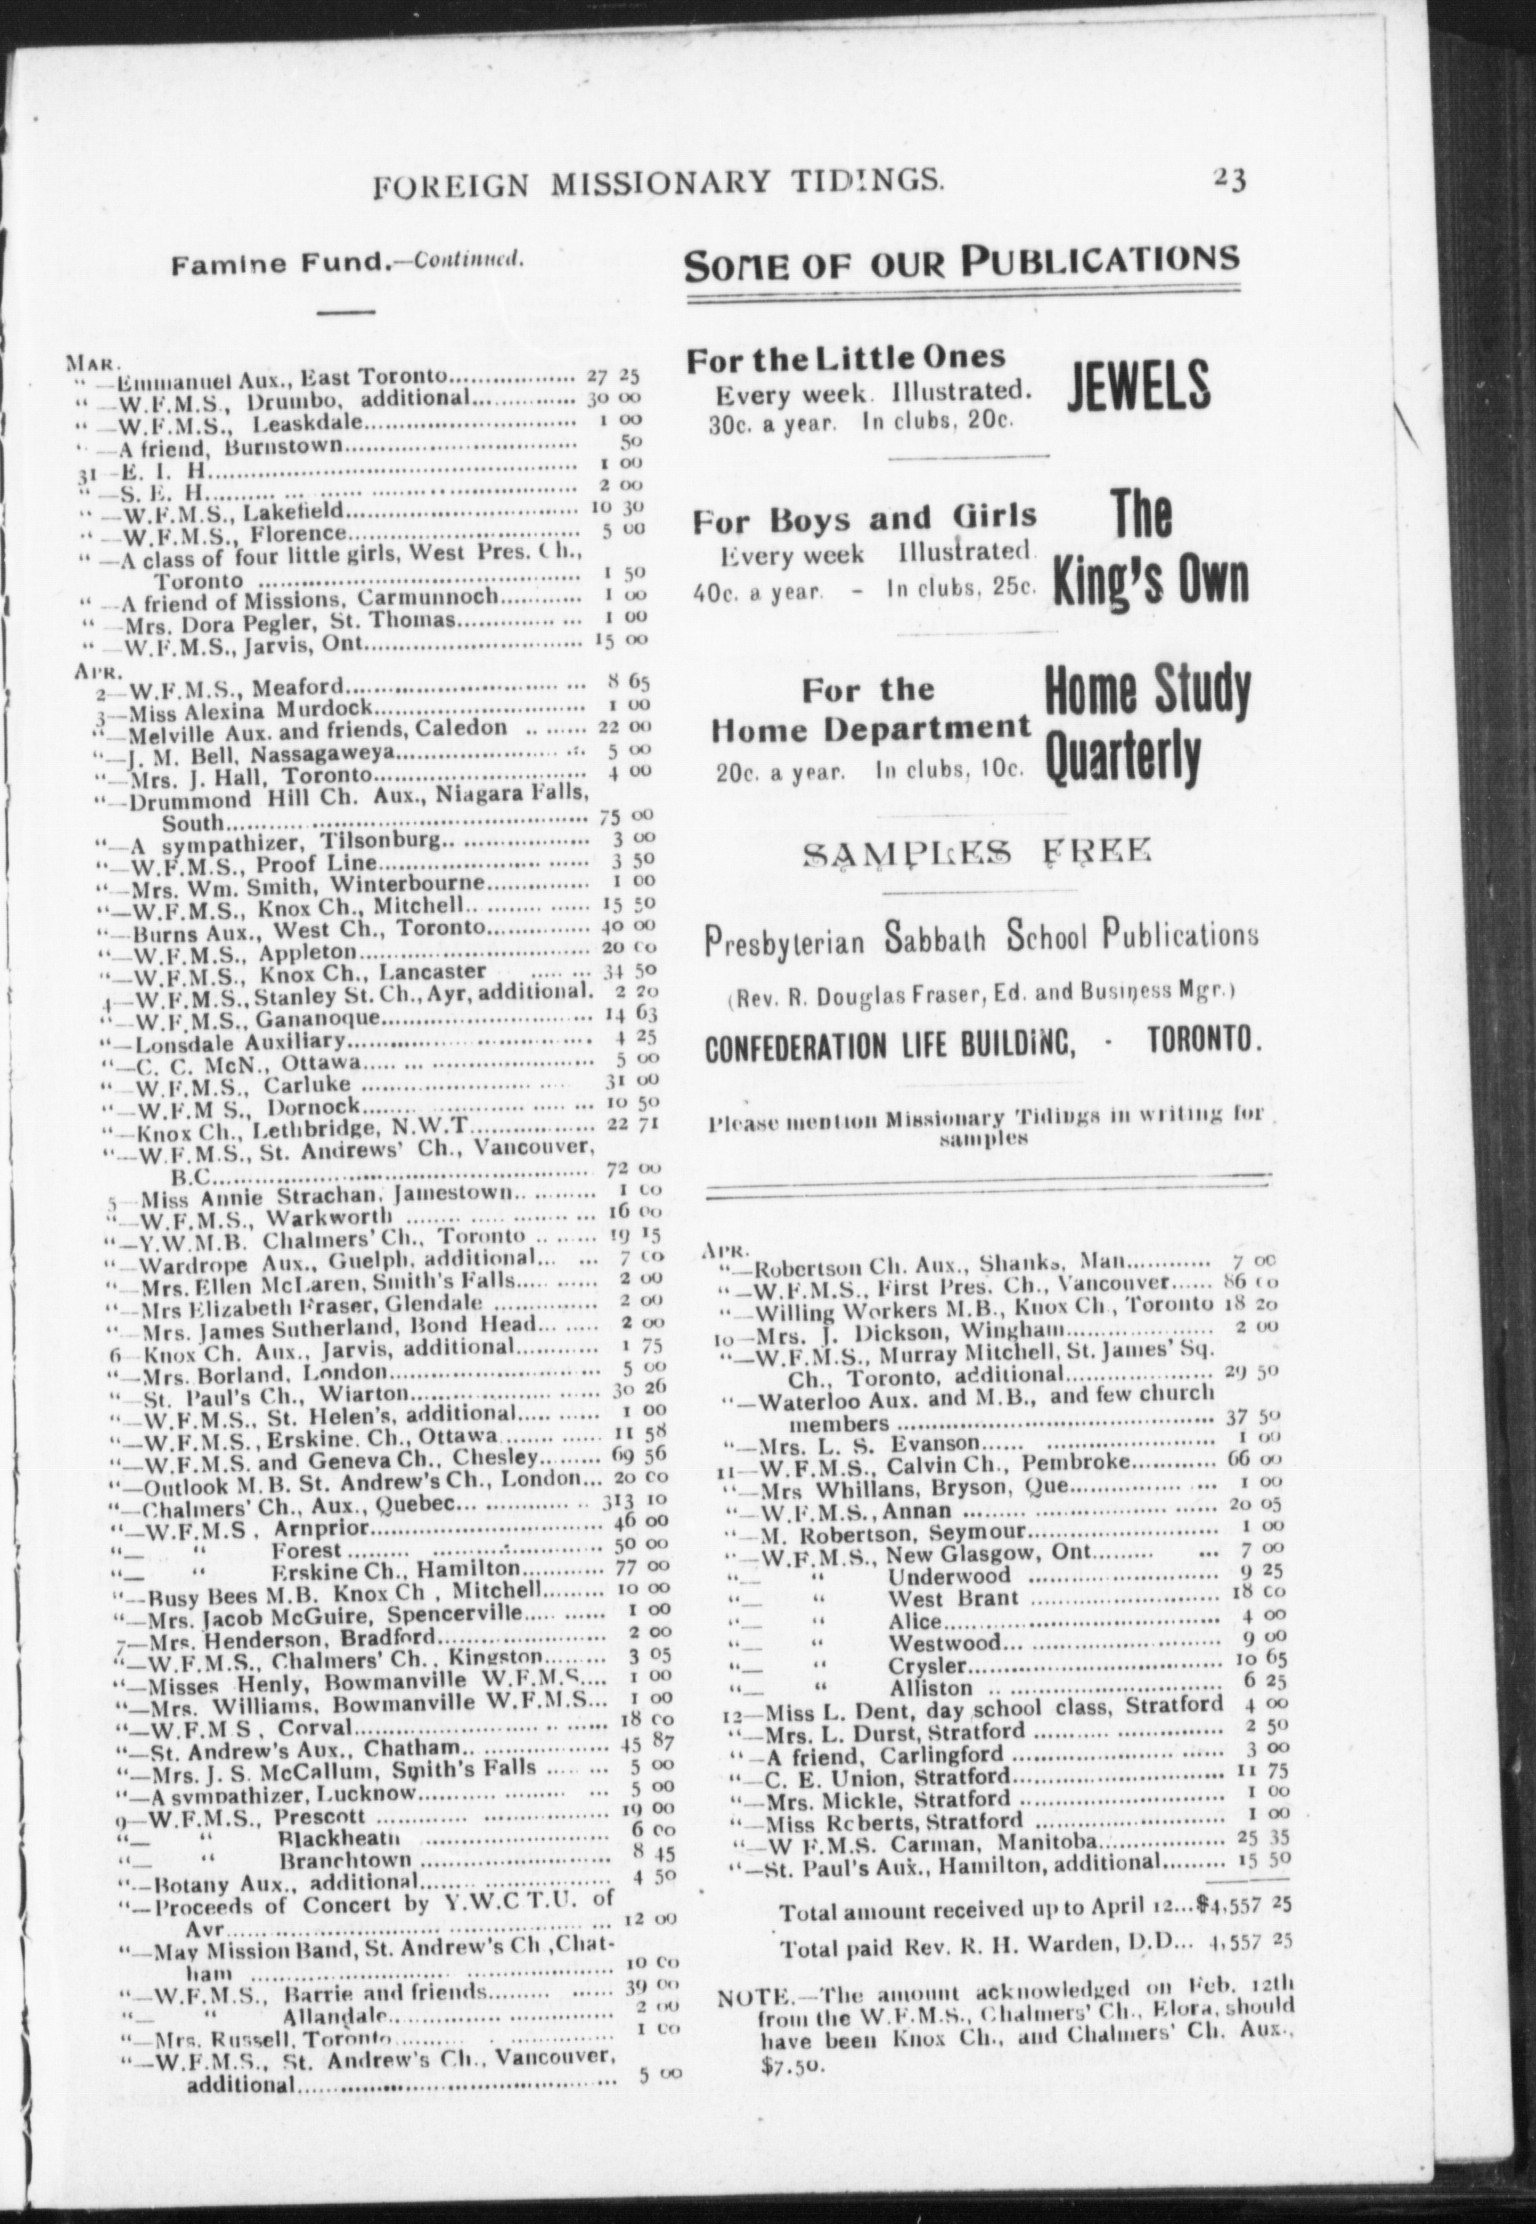 FOREIGN MISSIONARY TIDINGS.
23
Famine Fund.—Continued.
MAR.
" —Emmanuel Aux., East Toronto.................. 27 25
" —W.F.M.S., Drumbo, additional............... 30 00
" —W.F.M.S., Leaskdale............................. 1 00
" —A friend, Burnstown................................ 50
31 —E. I. H.................................................... 1 00
" —S. E. H.......... ... ...... ........ ..................... 2 00
" —W.F.M.S., Lakefield................................ 10 30
" —W.F.M.S., Florence................................ 5 00
" —A class of four little girls, West Pres. Ch.,
Toronto ............................................ 1 50
" —A friend of Missions, Carmunnoch........... 1 00
" —Mrs. Dora Pegler, St. Thomas.............. ... 1 00
" —W.F.M.S., Jarvis, Ont.............................. 15 00
APR.
2—W.F.M.S., Meaford............................. ... 8 65
3—Miss Alexina Murdock............................. 1 00
"—Melville Aux. and friends, Caledon .. ...... 22 00
"—J. M. Bell, Nassagaweya...................... ... 5 00
"—Mrs. J. Hall, Toronto.............................. 4 00
"—Drummond Hill Ch. Aux., Niagara Falls,
South........... ....................................... 75 00
"—A sympathizer, Tilsonburg.. .................. 3 00
"—W.F.M.S., Proof Line....................... ...... 3 50
"—Mrs. Wm. Smith, Winterbourne.............. 1 00
"—W.F.M.S., Knox Ch., Mitchell.. ........ ...... 15 50
"—Burns Aux., West Ch., Toronto.............. 40 00
"—W.F.M.S., Appleton................................ 20 00
"—W.F.M.S., Knox Ch., Lancaster ...... ... 34 50
4—W.F.M.S., Stanley St. Ch., Ayr, additional. 2 20
"—W.F.M.S., Gananoque............................. 14 63
"—Lonsdale Auxiliary................................. 4 25
"—C. C. McN., Ottawa..... ... ....................... 5 00
"—W.F.M.S., Carluke ........................ .... 31 00
"—W.F.M S., Dornock........ ............. ..... ... 10 50
"—Knox Ch., Lethbridge, N.W.T.................. 22 71
"—W.F.M.S., St. Andrews' Ch., Vancouver,
B.C.................................................... 72 00
5—Miss Annie Strachan, Jamestown.. ......... 1 00
"—W.F.M.S., Warkworth ........ ..... ........ ... 16 00
"—Y.W.M.B. Chalmers' Ch., Toronto .. ...... 19 15
"—Wardrope Aux., Guelph, additional... ... 7 00
"—Mrs. Ellen McLaren, Smith's Falls..... ...... 2 00
"—Mrs Elizabeth Fraser, Glendale ............... 2 00
"—Mrs. James Sutherland, Bond Head... ..... 2 00
6—Knox Ch. Aux., Jarvis, additional............ 1 75
"—Mrs. Borland, London............................. 5 00
"—St. Paul's Ch., Wiarton.................... ...... 30 26
"—W.F.M.S., St. Helen's, additional..... ...... 1 00
"—W.F.M.S., Erskine. Ch., Ottawa........ ...... 11 58
"—W.F.M.S. and Geneva Ch., Chesley.. ........ 69 56
"—Outlook M.B. St. Andrew's Ch., London... 20 00
"—Chalmers' Ch., Aux., Quebec... ............ .. 313 10
"—W.F.M.S , Arnprior................................ 46 00
"— " Forest ......... ........................ 50 00
"— " Erskine Ch., Hamilton............ 77 00
"—Busy Bees M.B. Knox Ch , Mitchell......... 10 00
"—Mrs. Jacob McGuire, Spencerville..... ...... 1 00
7—Mrs. Henderson, Bradford....................... 2 00
"—W.F.M.S., Chalmers' Ch., Kingston......... 3 05
"—Misses Henly, Bowmanville W.F.M.S.... 1 00
"—Mrs. Williams, Bowmanville W.F.M.S... 1 00
"—W.F.M S , Corval......................... .. ...... 18 00
"—St. Andrew's Aux., Chatham.. ................. 45 87
"—Mrs. J. S. McCallum, Smith's Falls ..... ... 5 00
"—A sympathizer, Lucknow............ ......... ... 5 00
9—W.F.M.S., Prescott ............. ................. 19 00
"— " Blackheath .......................... 6 00
"— " Branchtown .......................... 8 45
"—Botany Aux., additional........ ................. 4 50
"—Proceeds of Concert by Y.W.C T.U. of
Ayr............................... .................. ... 12 00
"—May Mission Band, St. Andrew's Ch ,Chat-
ham ........................... .................... 10 00
"—W.F.M.S., Barrie and friends......... ...... 39 00
"— " Allandale................ .............. 2 00
"—Mrs. Russell, Toronto........... . .............. 1 00
"—W.F.M.S., St. Andrew's Ch., Vancouver,
additional............................................ 5 00
SOME OF OUR PUBLICATIONS
For the Little Ones
Every week. Illustrated.
30c. a year. In clubs, 20c.
JEWELS
For Boys and Girls
Every week Illustrated.
40c. a year. - In clubs, 25c.
The
King's Own
For the
Home Department
20c. a year. In clubs, 10c.
Home Study
Quarterly
SAMPLES FREE
Presbyterian Sabbath School Publications
(Rev. R. Douglas Fraser, Ed. and Business Mgr.)
CONFEDERATION LIFE BUILDING, - TORONTO.
Please mention Missionary Tidings in writing for
samples
APR.
"—Robertson Ch. Aux., Shanks, Man............ 7 00
"—W.F.M.S., First Pres. Ch., Vancouver...... 86 00
"—Willing Workers M.B., Knox Ch , Toronto 18 20
10—Mrs. J. Dickson, Wingham..................... 2 00
"—W.F.M.S., Murray Mitchell, St. James' Sq.
Ch., Toronto, additional..................... 29 50
"—Waterloo Aux. and M.B., and few church
members ............................................ 37 50
"—Mrs. L. S. Evanson...... ........................ 1 00
11—W.F.M.S., Calvin Ch., Pembroke............ 66 00
"—Mrs Whillans, Bryson, Que................ ... 1 00
"—W.F.M.S., Annan ......... .................. ...... 20 05
"—M. Robertson, Seymour........................... 1 00
"—W.F.M.S., New Glasgow, Ont......... ... 7 00
"— " Underwood ........................... 9 25
"— " West Brant ........................... 18 00
"— " Alice....................................... 4 00
"— " Westwood... .......................... 9 00
"— " Crysler.................................... 10 65
"— " Alliston .. .............................. 6 25
12—Miss L. Dent, day school class, Stratford 4 00
"—Mrs. L. Durst, Stratford ........... ............... 2 50
"—A friend, Carlingford ....................... ...... 3 00
"—C. E. Union, Stratford.............................. 11 75
"—Mrs. Mickle, Stratford ............................. 1 00
"—Miss Roberts, Stratford ........................... 1 00
"—W F.M.S. Carman, Manitoba.................. 25 35
"—St. Paul's Aux., Hamilton, additional......... 15 50
Total amount received up to April 12...$4,557 25
Total paid Rev. R. H. Warden, D.D... 4,557 25
NOTE.—The amount acknowledged on Feb. 12th
from the W.F.M.S., Chalmers' Ch., Elora, should
have been Knox Ch., and Chalmers' Ch. Aux.,
$7.50.